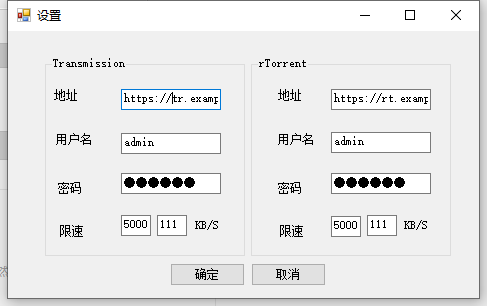 设置
Transmission
地址 https://tr.examp
用户名 admin
密码 ●●●●●●
限速 5000 111 KB/S
rTorrent
地址 https://rt.examp
用户名 admin
密码 ●●●●●●
限速 5000 111 KB/S
确定 取消